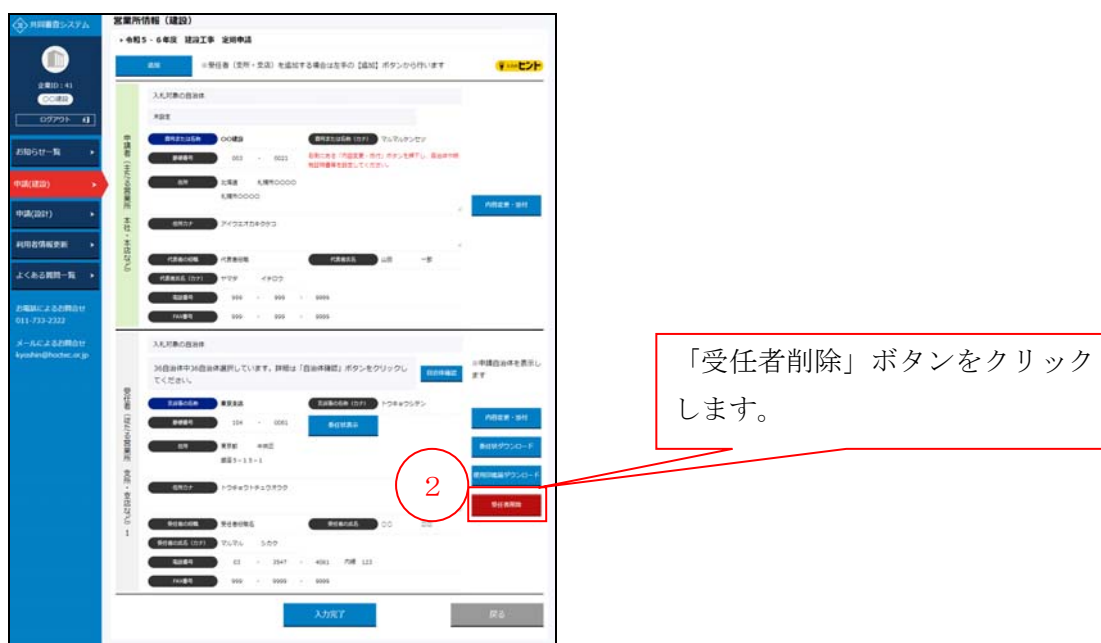 共同審査システム
企業ID：41
〇〇建設
ログアウト
お知らせ一覧
申請(建設)
申請(設計)
利用者情報更新
よくある質問一覧
お電話によるお問合せ
011-733-2322
メールによるお問合せ
kyoshin@hoctec.or.jp
営業所情報（建設）
令和5・6年度 建設工事 定期申請
追加 ※受任者（支所・支店）を追加する場合は左手の【追加】ボタンから行います ヒント
申請者（主たる営業所 本社・本店など）
入札対象の自治体
未設定
商号または名称 〇〇建設 商号または名称（カナ） マルマルケンセツ
郵便番号 003 - 0021
住所 北海道 札幌市〇〇〇〇
札幌市〇〇〇〇
内容変更・添付
住所カナ アイウエオカキクケコ
代表者の役職 代表者役職 代表者氏名 山田 一郎
代表者氏名（カナ） ヤマダ イチロウ
電話番号 999 - 999 - 9999
FAX番号 999 - 999 - 9999
受任者（従たる営業所 支所・支店など）1
入札対象の自治体
36自治体中36自治体選択しています。詳細は「自治体確認」ボタンをクリックし
てください。
自治体確認
※申請自治体を表示し
ます
支店等の名称 東京支店 支店等の名称（カナ） トウキョウシテン
郵便番号 104 - 0061 委任状表示
内容変更・添付
住所 東京都 中央区
銀座5-15-1
委任状ダウンロード
使用印鑑届ダウンロード
住所カナ トウキョウトチュウオウク
受任者削除
受任者の役職 受任者役職名 受任者の氏名 〇〇 〇〇
受任者の氏名（カナ） マルマル シカク
電話番号 03 - 3547 - 4081 内線 123
FAX番号 999 - 9999 - 9999
入力完了 戻る
2
「受任者削除」ボタンをクリック
します。